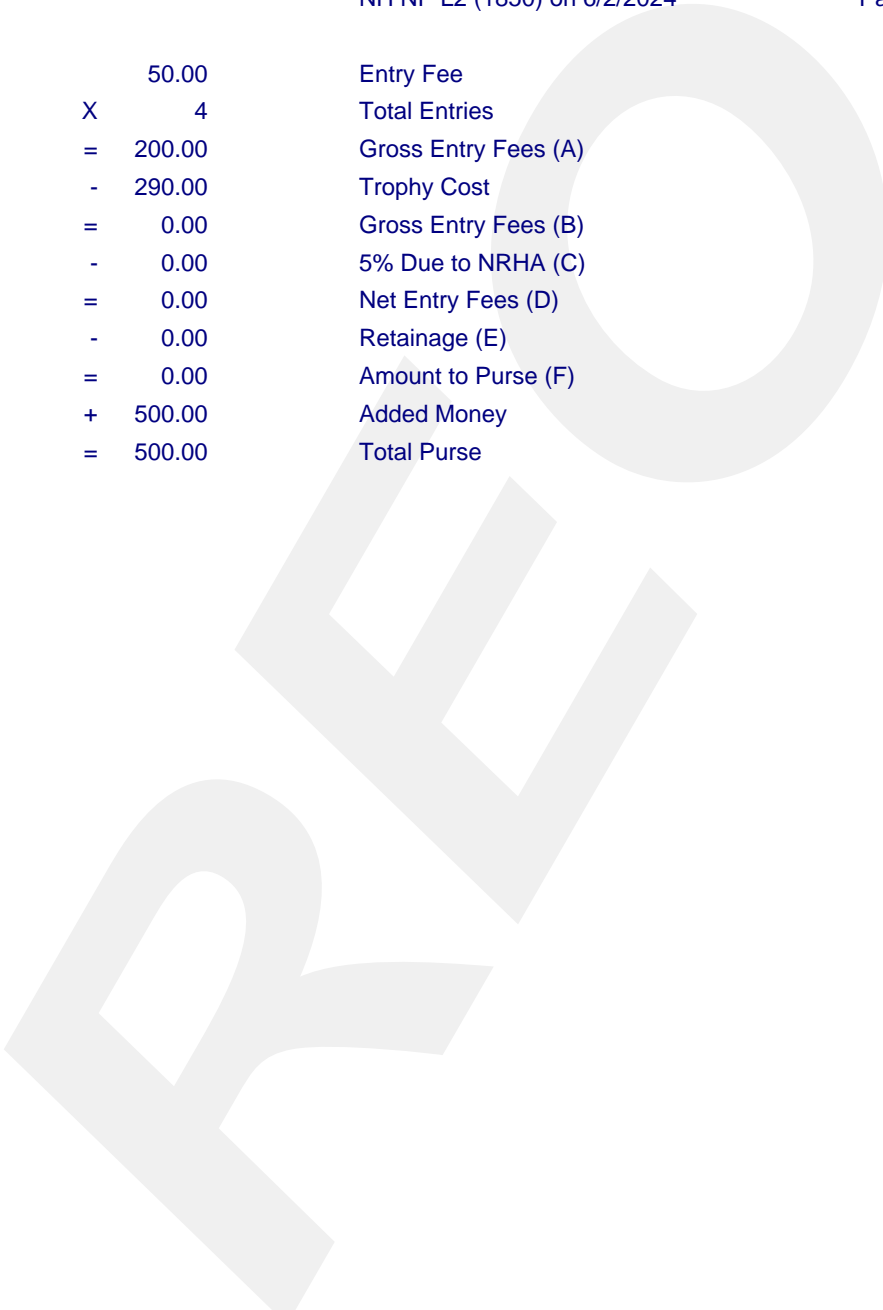 50.00 Entry Fee
X 4 Total Entries
= 200.00 Gross Entry Fees (A)
- 290.00 Trophy Cost
= 0.00 Gross Entry Fees (B)
- 0.00 5% Due to NRHA (C)
= 0.00 Net Entry Fees (D)
- 0.00 Retainage (E)
= 0.00 Amount to Purse (F)
+ 500.00 Added Money
= 500.00 Total Purse
REO